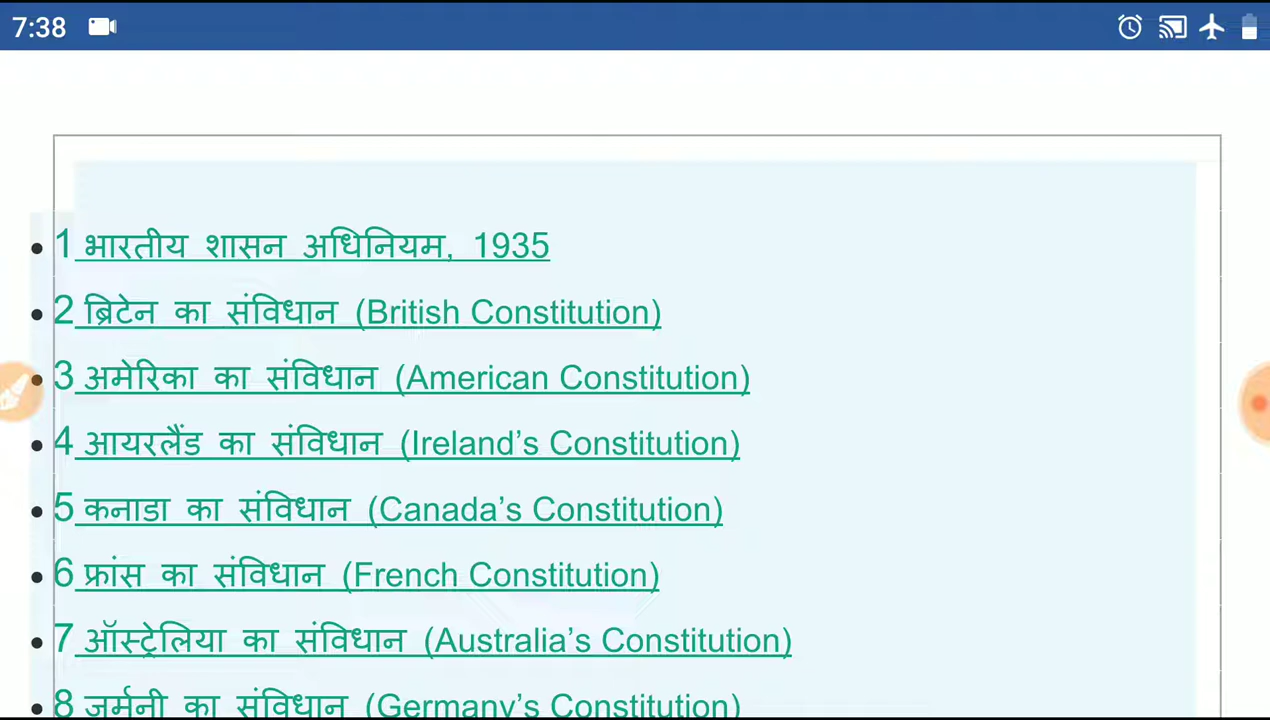 7:38
1 भारतीय शासन अधिनियम, 1935
2 ब्रिटेन का संविधान (British Constitution)
3 अमेरिका का संविधान (American Constitution)
4 आयरलैंड का संविधान (Ireland’s Constitution)
5 कनाडा का संविधान (Canada’s Constitution)
6 फ्रांस का संविधान (French Constitution)
7 ऑस्ट्रेलिया का संविधान (Australia’s Constitution)
8 जर्मनी का संविधान (Germany’s Constitution)